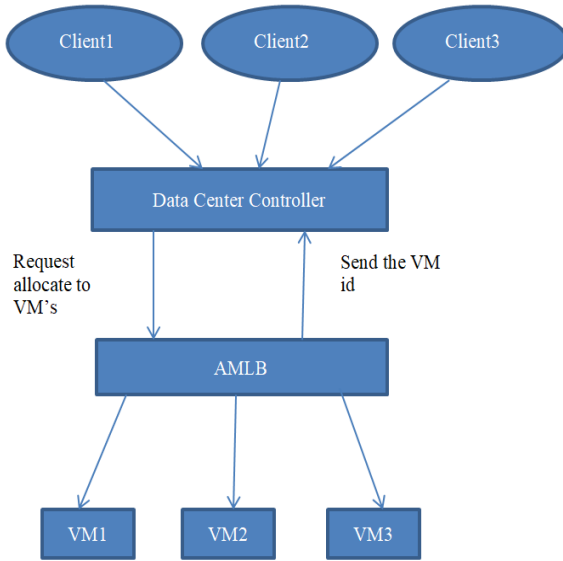 Client1
Client2
Client3
Data Center Controller
Request
allocate to
VM’s
Send the VM
id
AMLB
VM1
VM2
VM3